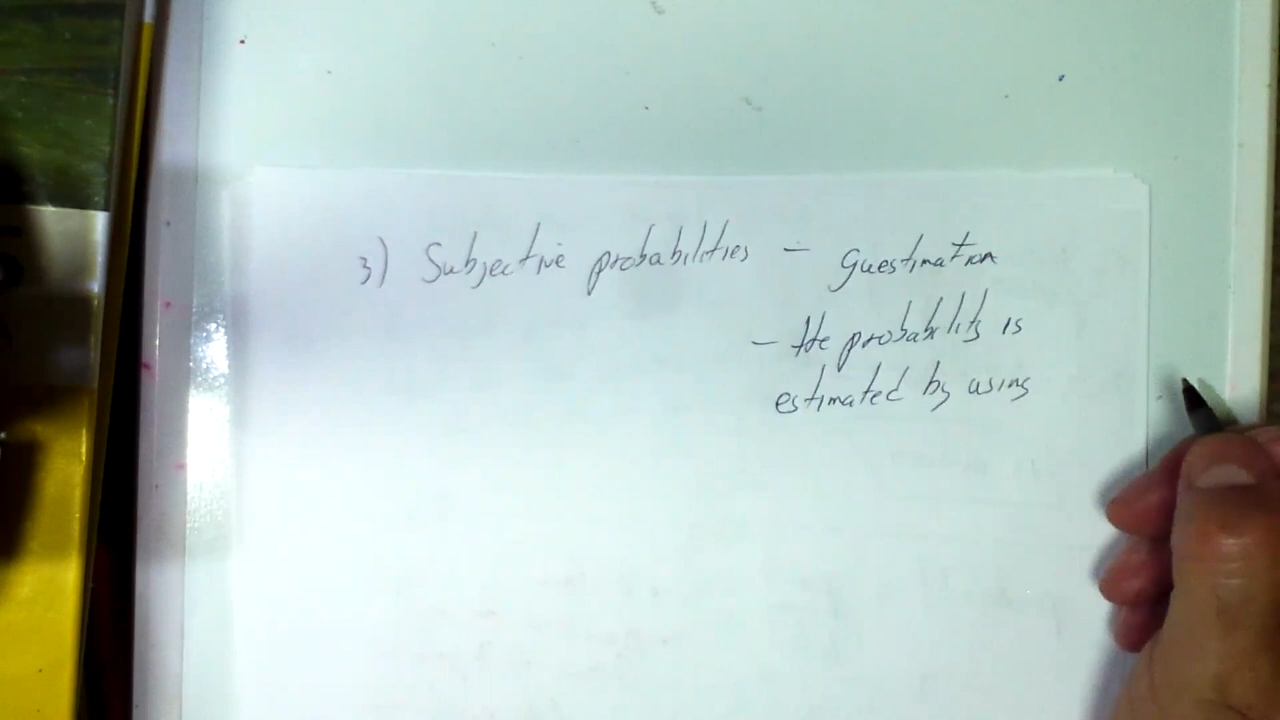 3) Subjective probabilities - guestimation
- the probability is
estimated by using